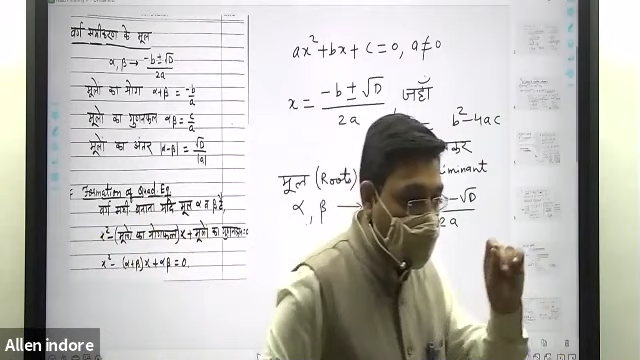 वर्ग समीकरण के मूल
α, β → -b ± √D / 2a
मूलों का योग α+β = -b/a
मूलों का गुणनफल αβ = c/a
मूलों का अंतर |α-β| = √D/|a|
Formation of Quad. Eq.
वर्ग समी बनाना यदि मूल α व β है,
x² - (मूलों का योगफल)x + मूलों का गुणनफल
x² - (α+β)x + αβ = 0.
ax² + bx + c = 0, a ≠ 0
x = -b ± √D / 2a जहाँ
b² - 4ac
मूल (Roots)
α, β →
-√D
2a
Allen indore